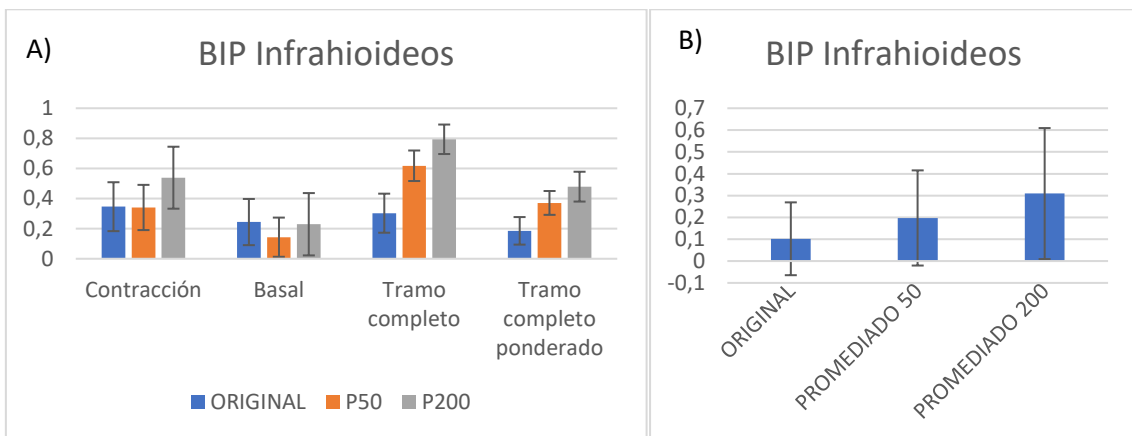 A)
BIP Infrahioideos
1
0,8
0,6
0,4
0,2
0
Contracción
Basal
Tramo
completo
Tramo
completo
ponderado
ORIGINAL
P50
P200
B)
BIP Infrahioideos
0,7
0,6
0,5
0,4
0,3
0,2
0,1
0
-0,1
ORIGINAL
PROMEDIADO 50
PROMEDIADO 200